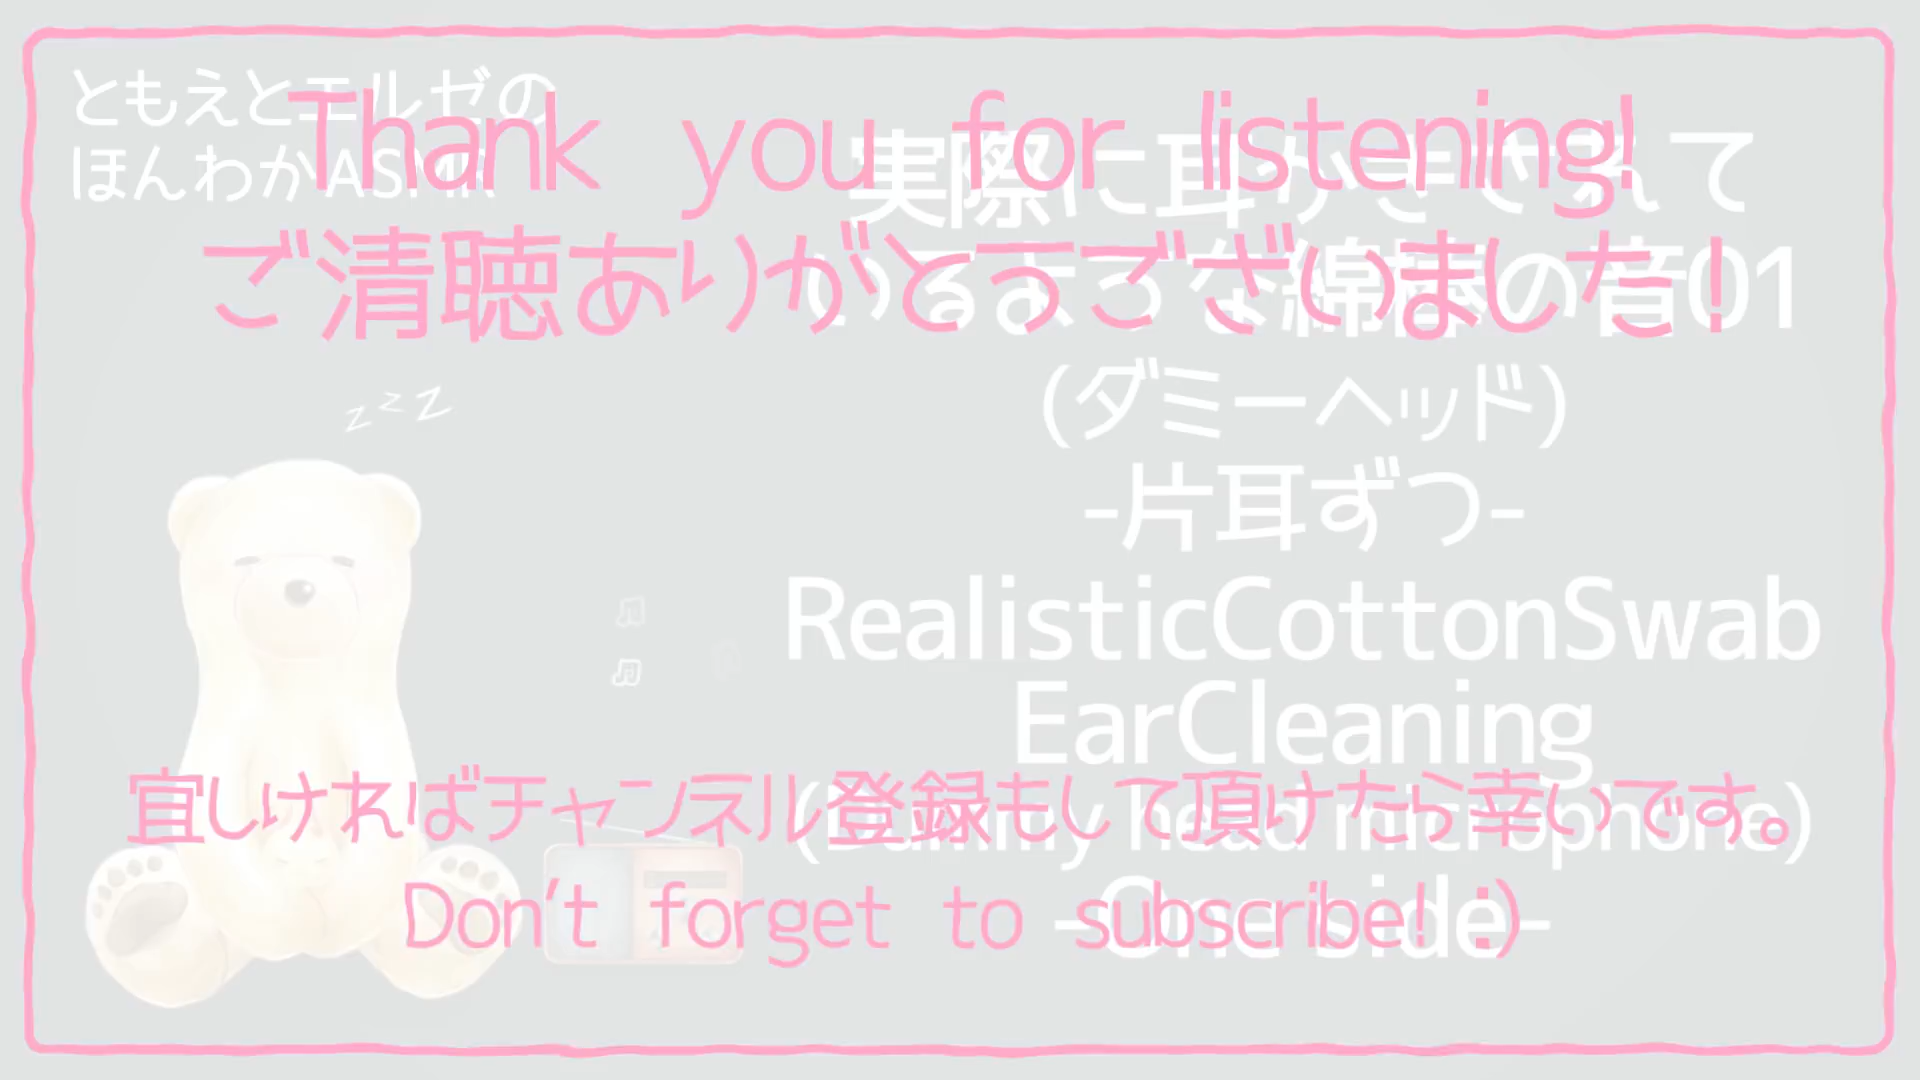 ともえとエルゼの
ほんわかASMR
Thank you for listening!
ご清聴ありがとうございました!
実際に耳かきされて
いるような綿棒の音01
(ダミーヘッド)
-片耳ずつ-
zzz
RealisticCottonSwab
EarCleaning
(Dummy head microphone)
-One side-
宜しければチャンネル登録もして頂けたら幸いです。
Don't forget to subscribe! :)